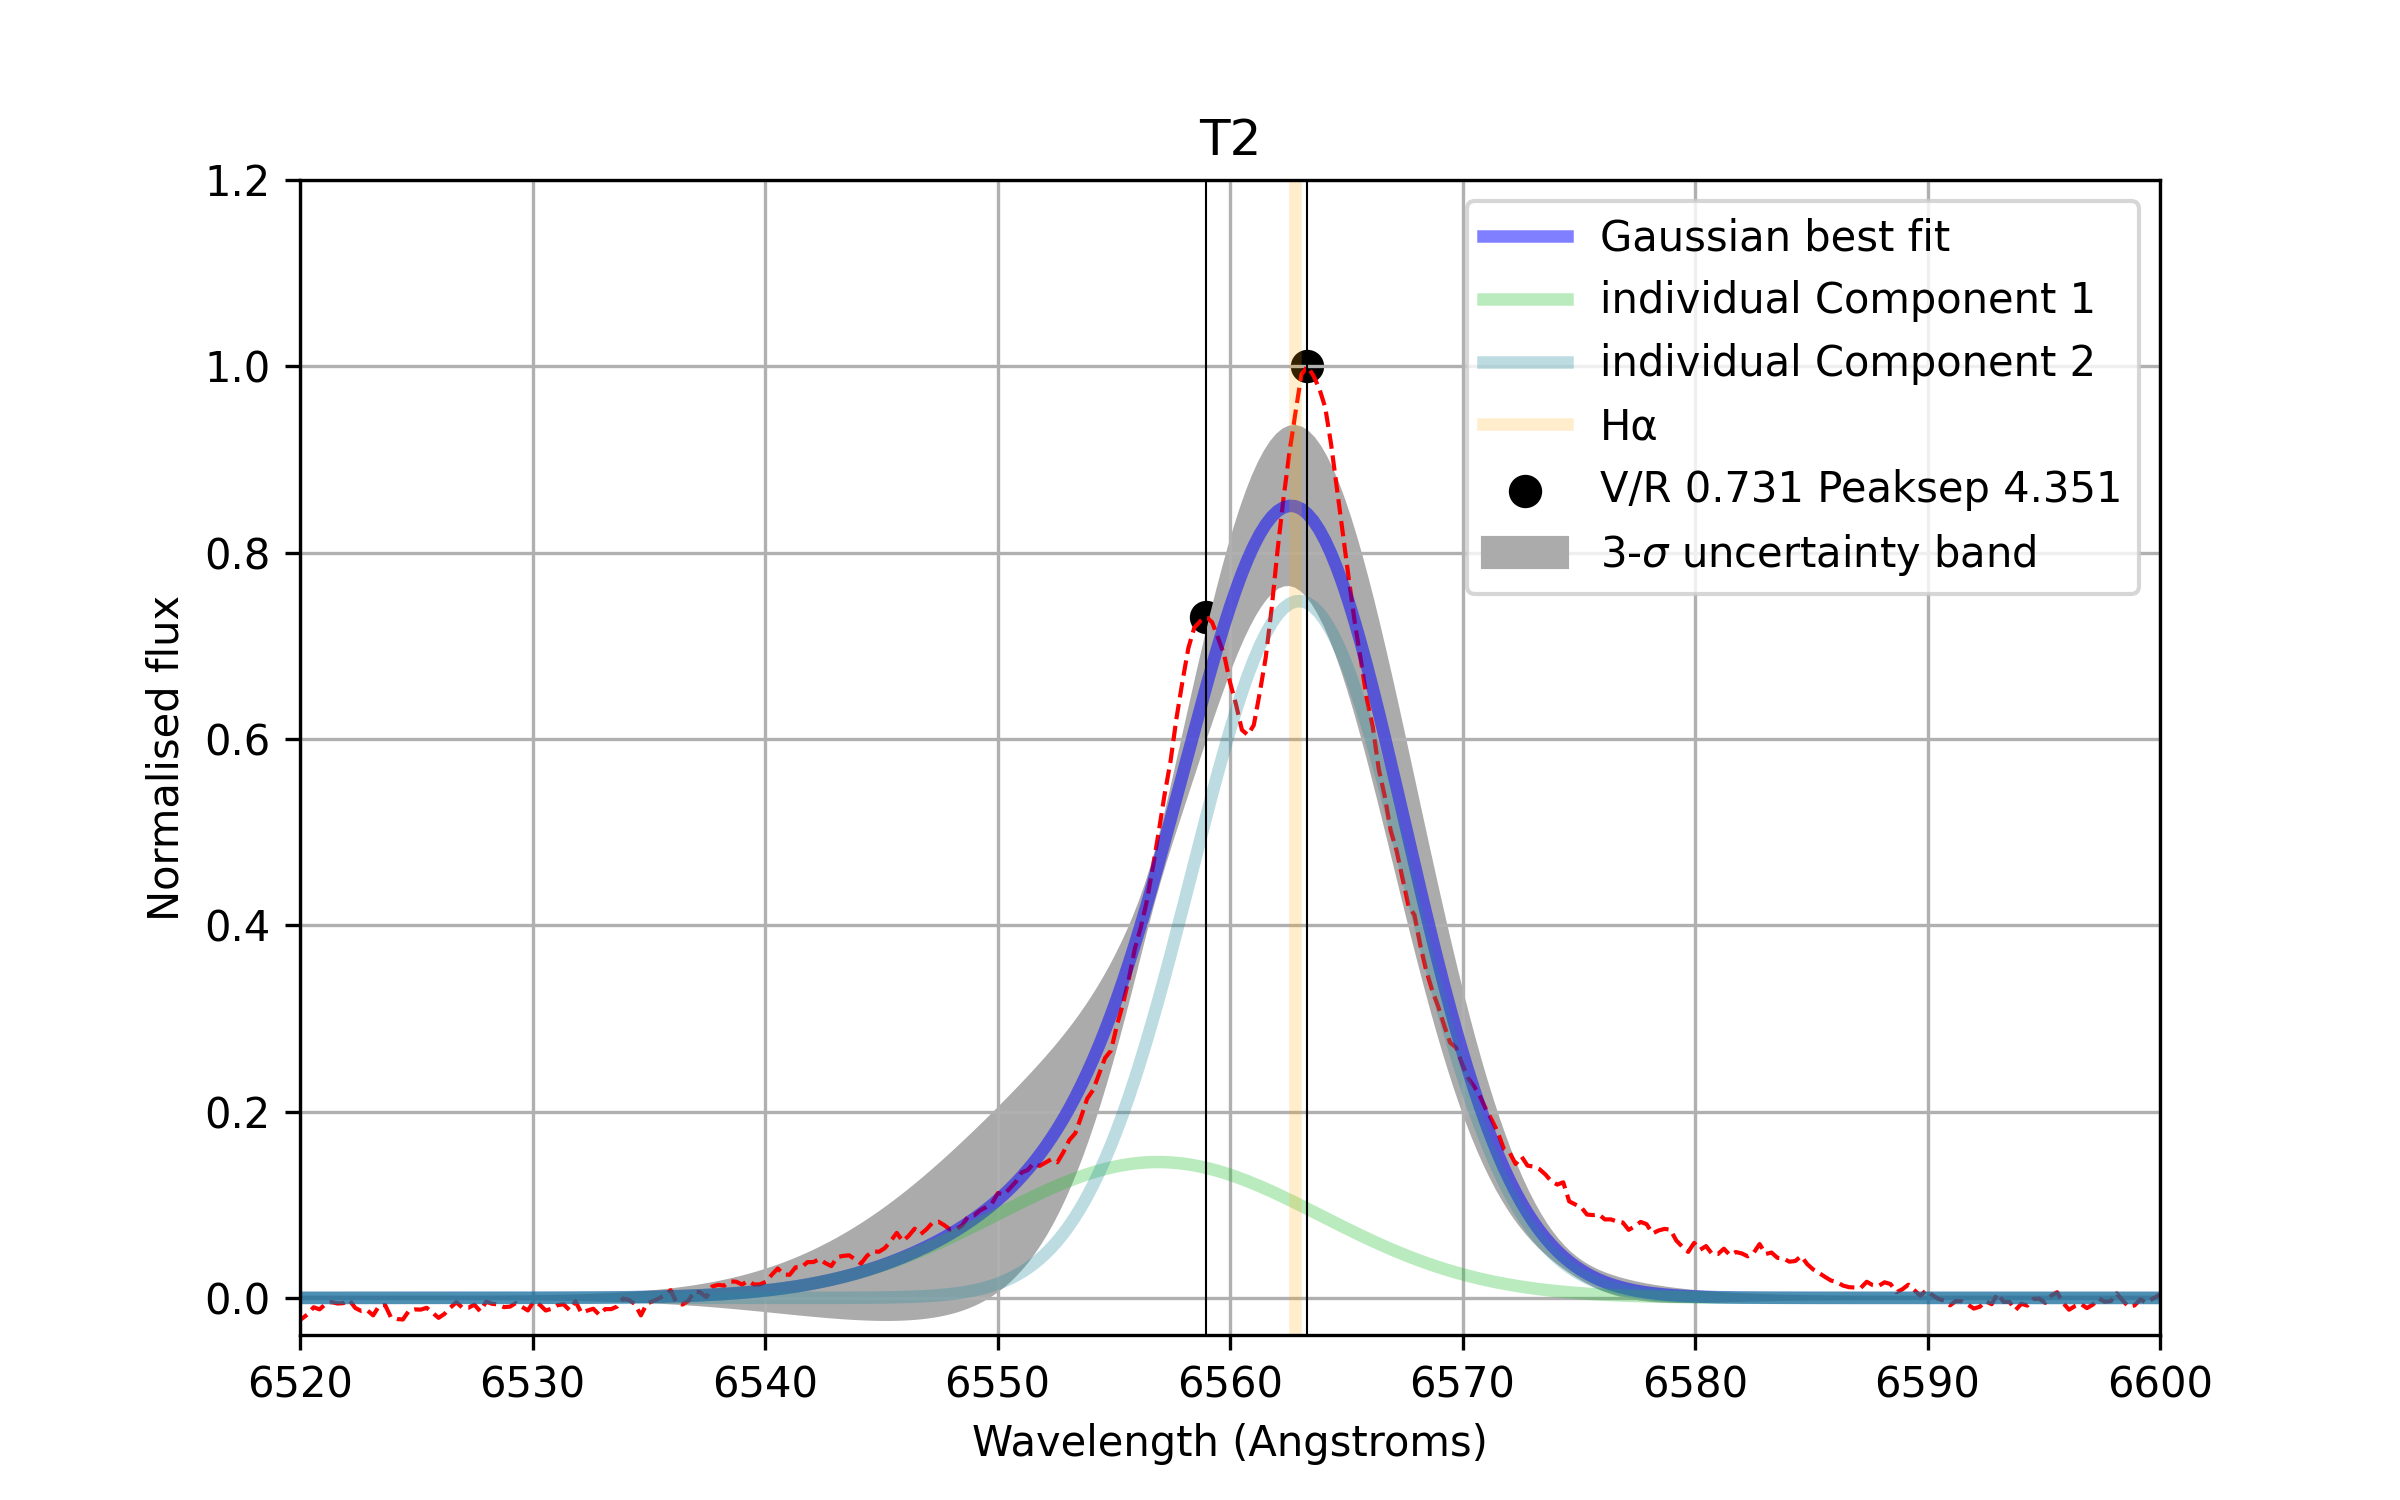 T2
1.2
1.0
0.8
0.6
0.4
0.2
0.0
Normalised flux
Gaussian best fit
individual Component 1
individual Component 2
Hα
V/R 0.731 Peaksep 4.351
3-σ uncertainty band
6520 6530 6540 6550 6560 6570 6580 6590 6600
Wavelength (Angstroms)